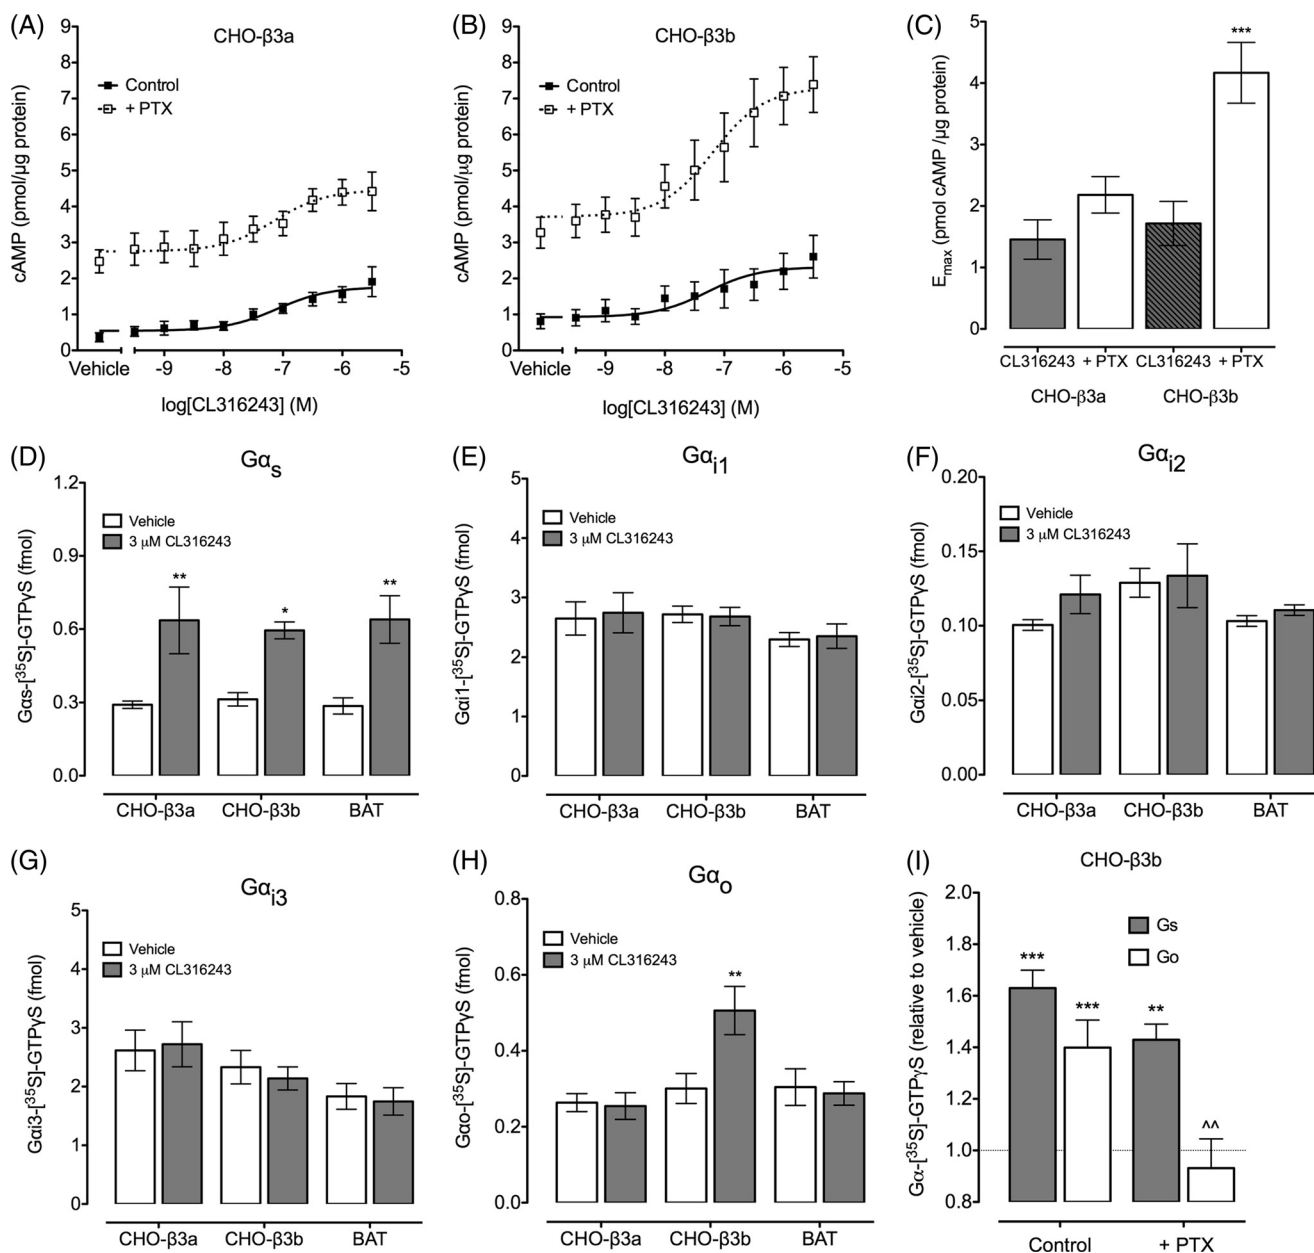 (A)
CHO-β3a
Control
+ PTX
cAMP (pmol/μg protein)
9
8
7
6
5
4
3
2
1
0
Vehicle -9 -8 -7 -6 -5
log[CL316243] (M)
(B)
CHO-β3b
Control
+ PTX
cAMP (pmol/μg protein)
9
8
7
6
5
4
3
2
1
0
Vehicle -9 -8 -7 -6 -5
log[CL316243] (M)
(C)
Emax (pmol cAMP /μg protein)
5
4
3
2
1
0
***
CL316243 + PTX CL316243 + PTX
CHO-β3a CHO-β3b
(D)
Gαs
Vehicle
3 μM CL316243
Gαs-[35S]-GTPγS (fmol)
1.2
0.9
0.6
0.3
0.0
** * **
CHO-β3a CHO-β3b BAT
(E)
Gαi1
Vehicle
3 μM CL316243
Gαi1-[35S]-GTPγS (fmol)
5
4
3
2
1
0
CHO-β3a CHO-β3b BAT
(F)
Gαi2
Vehicle
3 μM CL316243
Gαi2-[35S]-GTPγS (fmol)
0.20
0.15
0.10
0.05
0.00
CHO-β3a CHO-β3b BAT
(G)
Gαi3
Vehicle
3 μM CL316243
Gαi3-[35S]-GTPγS (fmol)
5
4
3
2
1
0
CHO-β3a CHO-β3b BAT
(H)
Gαo
Vehicle
3 μM CL316243
Gαo-[35S]-GTPγS (fmol)
0.8
0.6
0.4
0.2
0.0
**
CHO-β3a CHO-β3b BAT
(I)
CHO-β3b
Gs
Go
Gα-[35S]-GTPγS (relative to vehicle)
2.0
1.8
1.6
1.4
1.2
1.0
0.8
*** *** ** ^^
Control + PTX